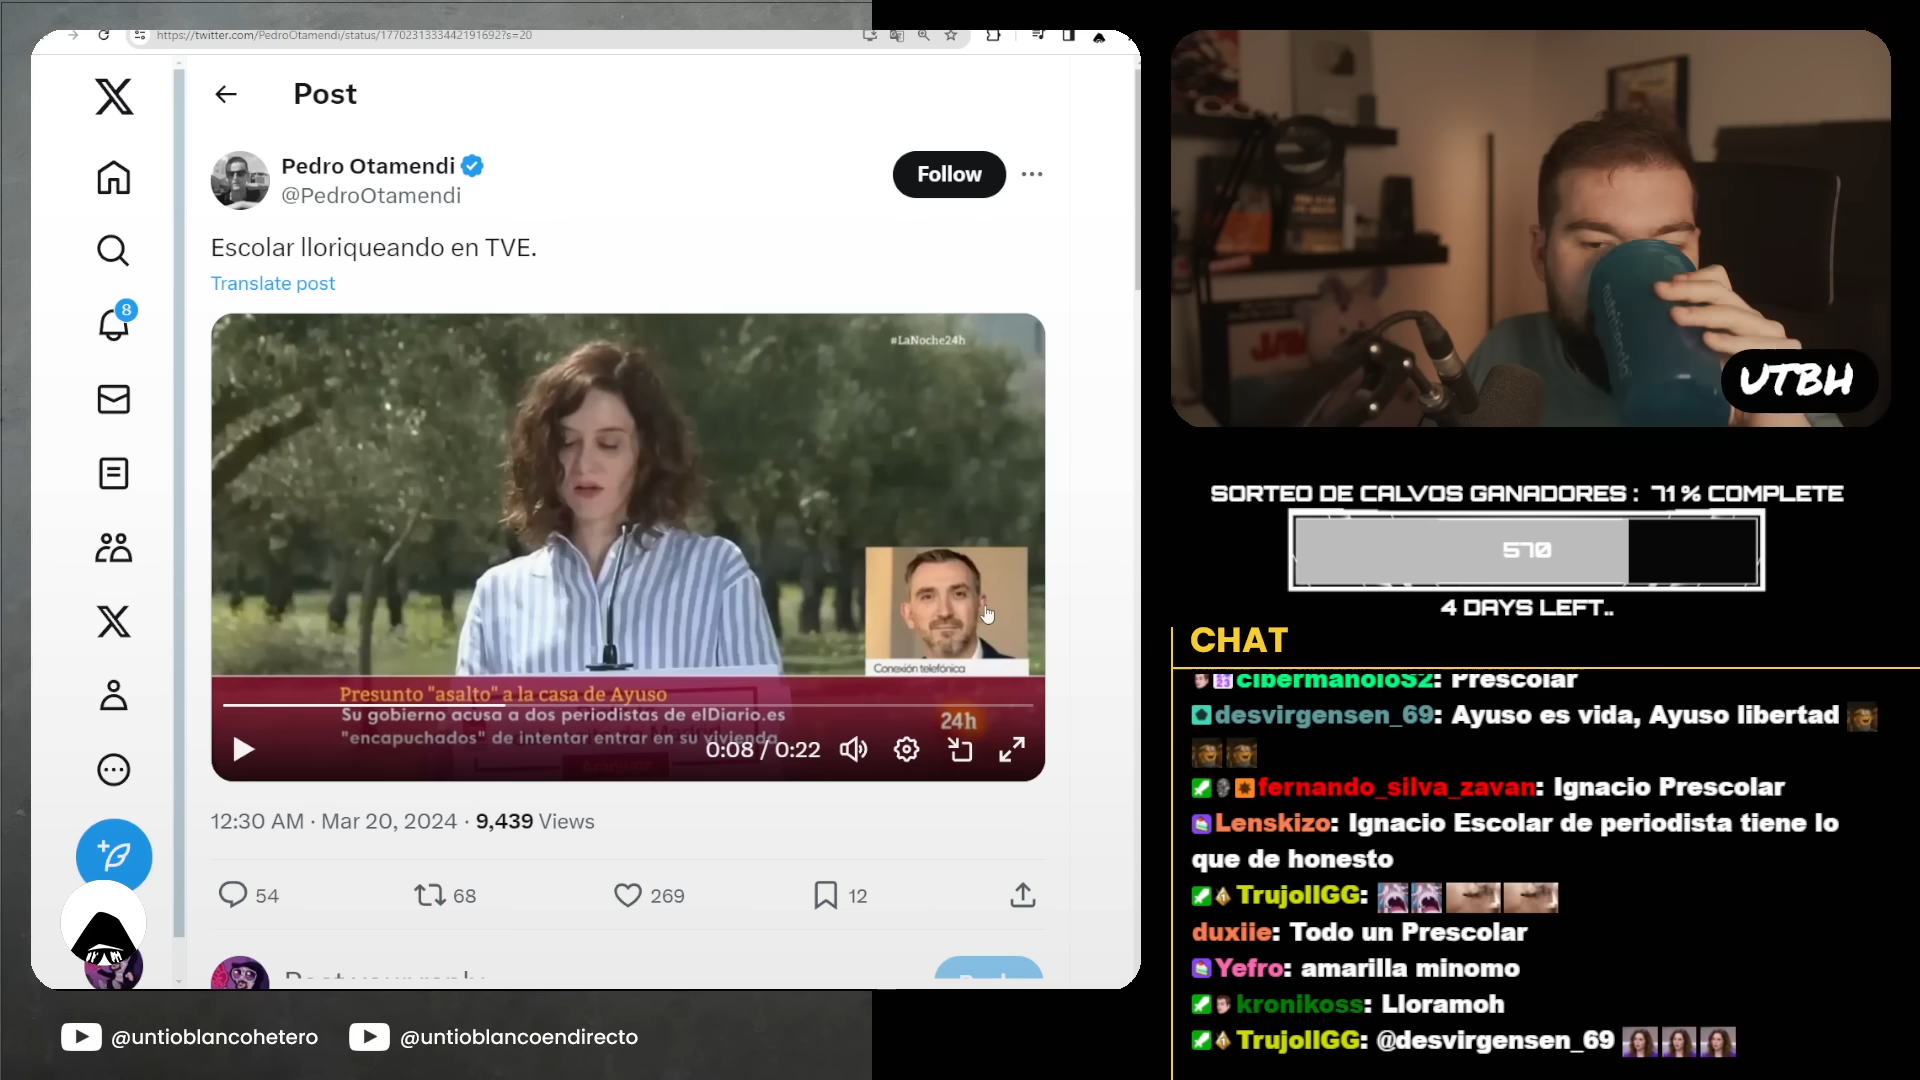 https://twitter.com/PedroOtamendi/status/1770231333442191692?s=20
Post
Pedro Otamendi
@PedroOtamendi
Follow
8
Escolar lloriqueando en TVE.
Translate post
#LaNoche24h
Conexión telefónica
Presunto "asalto" a la casa de Ayuso
Su gobierno acusa a dos periodistas de elDiario.es
"encapuchados" de intentar entrar en su vivienda
24h
0:08 / 0:22
12:30 AM · Mar 20, 2024 · 9,439 Views
54
68
269
12
@untioblancohetero
@untioblancoendirecto
UTBH
SORTEO DE CALVOS GANADORES : 71 % COMPLETE
570
4 DAYS LEFT..
CHAT
cibermanolo52: Prescolar
desvirgensen_69: Ayuso es vida, Ayuso libertad
fernando_silva_zavan: Ignacio Prescolar
Lenskizo: Ignacio Escolar de periodista tiene lo
que de honesto
TrujollGG:
duxiie: Todo un Prescolar
Yefro: amarilla minomo
kronikoss: Lloramoh
TrujollGG: @desvirgensen_69